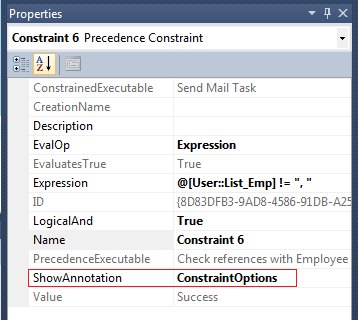 Properties
Constraint 6 Precedence Constraint
ConstrainedExecutable Send Mail Task
CreationName
Description
EvalOp Expression
EvaluatesTrue True
Expression @[User::List_Emp] != ", "
ID {8D83DFB3-9AD8-4586-91DB-A25
LogicalAnd True
Name Constraint 6
PrecedenceExecutable Check references with Employee
ShowAnnotation ConstraintOptions
Value Success